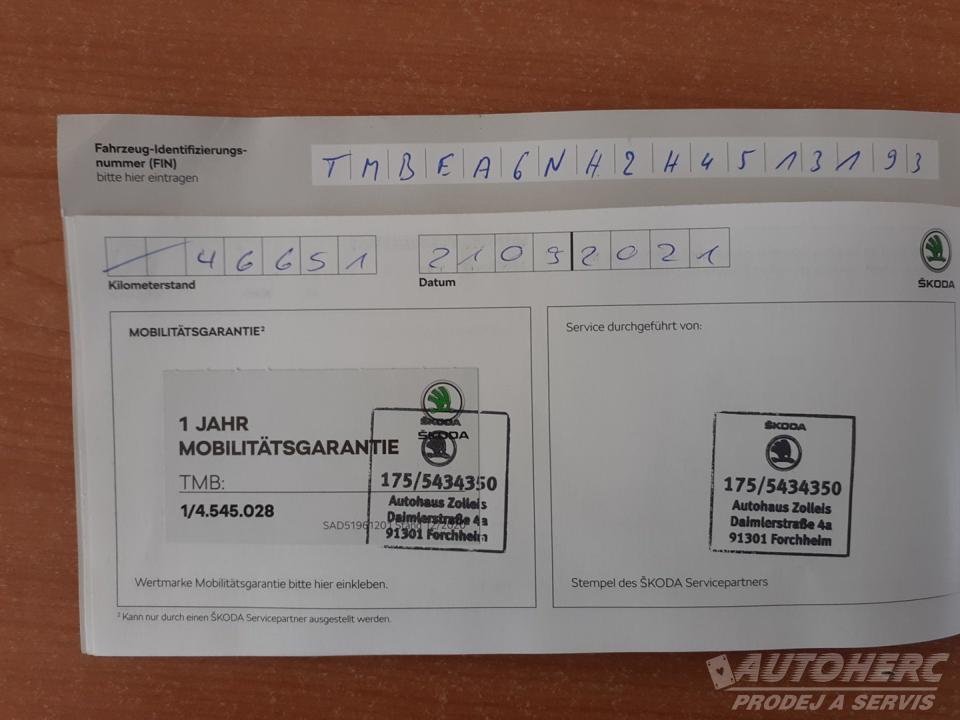 Fahrzeug-Identifizierungs-
nummer (FIN)
bitte hier eintragen
TMBEA6NH2H4513193
46651
21092021
Kilometerstand
Datum
ŠKODA
MOBILITÄTSGARANTIE²
Service durchgeführt von:
1 JAHR
MOBILITÄTSGARANTIE
TMB:
1/4.545.028
ŠKODA
ŠKODA
175/5434350
Autohaus Zolleis
Daimlerstraße 4a
91301 Forchheim
ŠKODA
175/5434350
Autohaus Zolleis
Daimlerstraße 4a
91301 Forchheim
Wertmarke Mobilitätsgarantie bitte hier einkleben.
Stempel des ŠKODA Servicepartners
² Kann nur durch einen ŠKODA Servicepartner ausgestellt werden.
AUTOHERC
PRODEJ A SERVIS